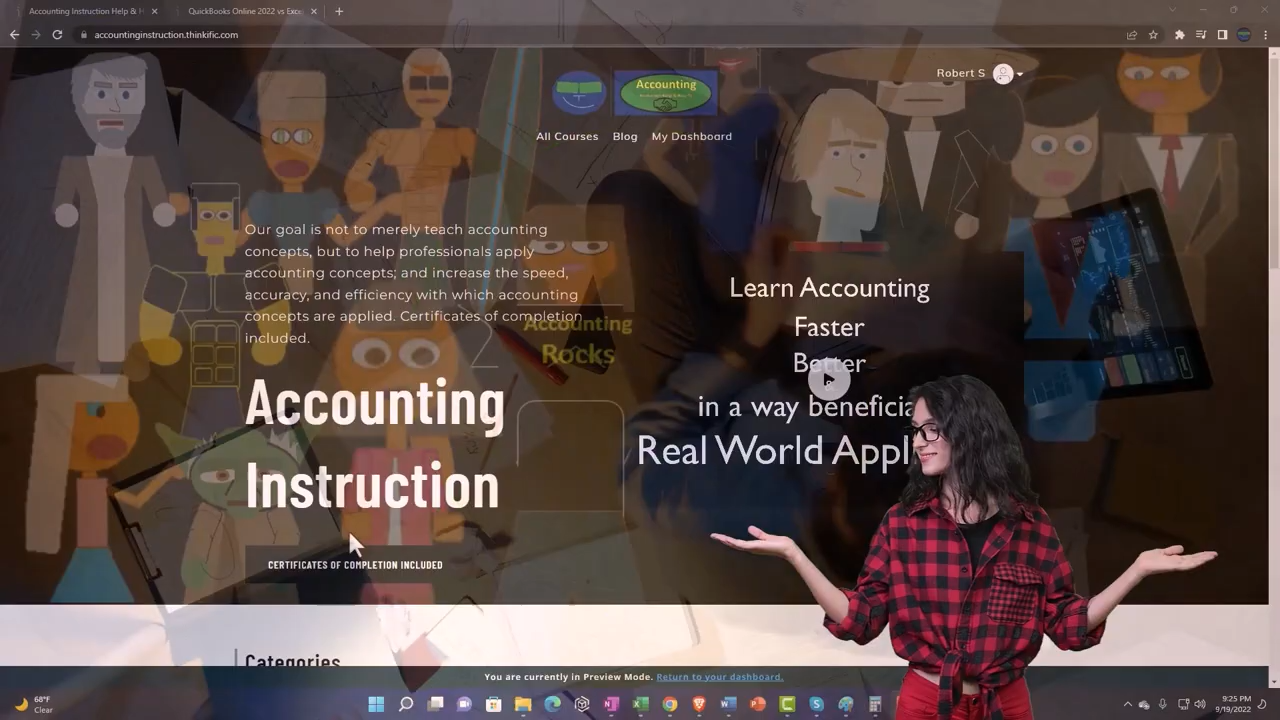 Accounting Instruction Help & H
QuickBooks Online 2022 vs Exce
accountinginstruction.thinkific.com
Robert S
Accounting
All Courses Blog My Dashboard
Our goal is not to merely teach accounting
concepts, but to help professionals apply
accounting concepts; and increase the speed,
accuracy, and efficiency with which accounting
concepts are applied. Certificates of completion
included.
Accounting
Rocks
Learn Accounting
Faster
Better
&
in a way beneficia
Real World Appl
Accounting
Instruction
CERTIFICATES OF COMPLETION INCLUDED
Categories
You are currently in Preview Mode. Return to your dashboard.
68°F
Clear
9:25 PM
9/19/2022